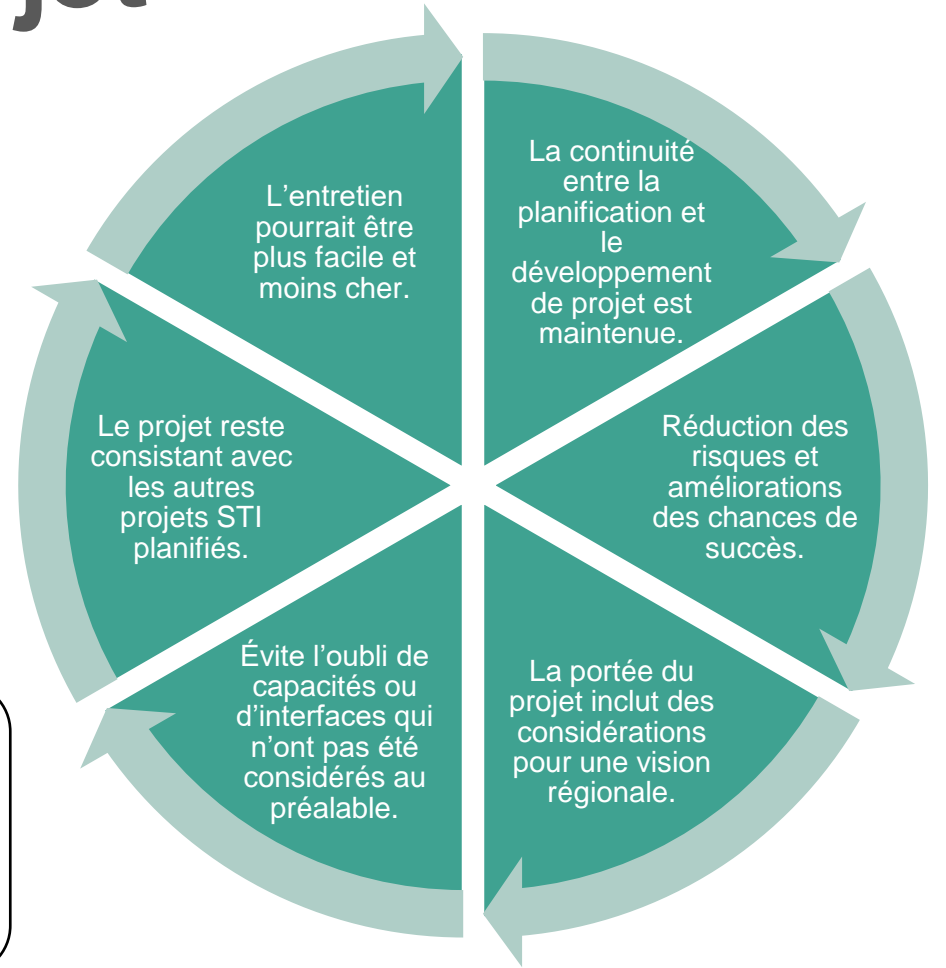 La continuité
entre la
planification et
le
développement
de projet est
maintenue.
Réduction des
risques et
améliorations
des chances de
succès.
La portée du
projet inclut des
considérations
pour une vision
régionale.
Évite l’oubli de
capacités ou
d’interfaces qui
n’ont pas été
considérés au
préalable.
Le projet reste
consistant avec
les autres
projets STI
planifiés.
L’entretien
pourrait être
plus facile et
moins cher.